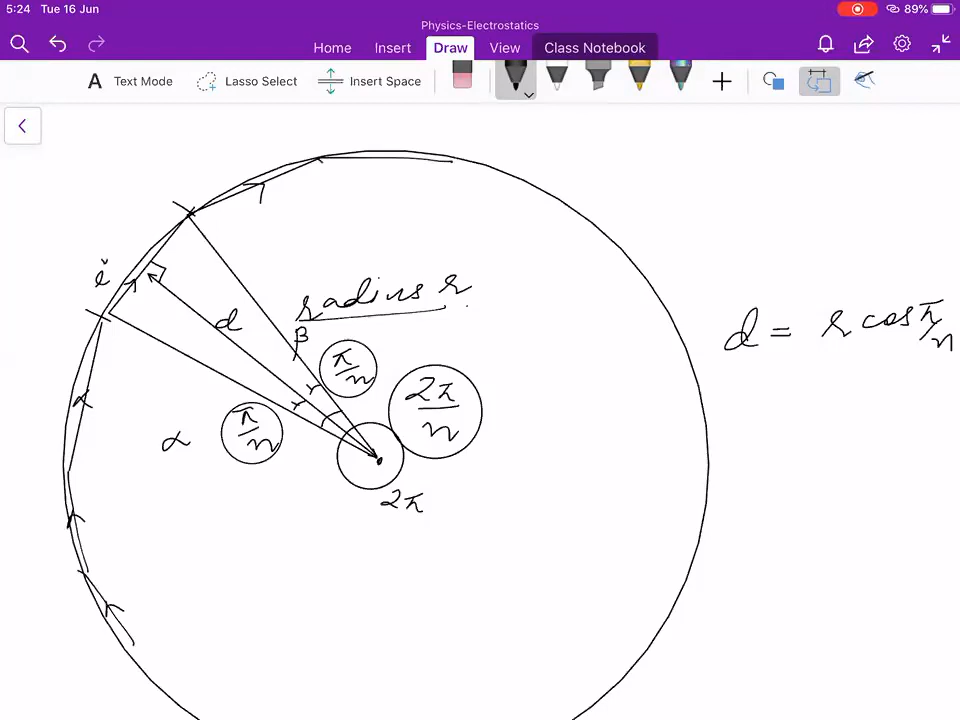 5:24 Tue 16 Jun
89%
Physics-Electrostatics
Home Insert Draw View Class Notebook
A Text Mode Lasso Select Insert Space
i
d
radius r
β
π/n
2π/n
α
π/n
2π
d = r cos π/n